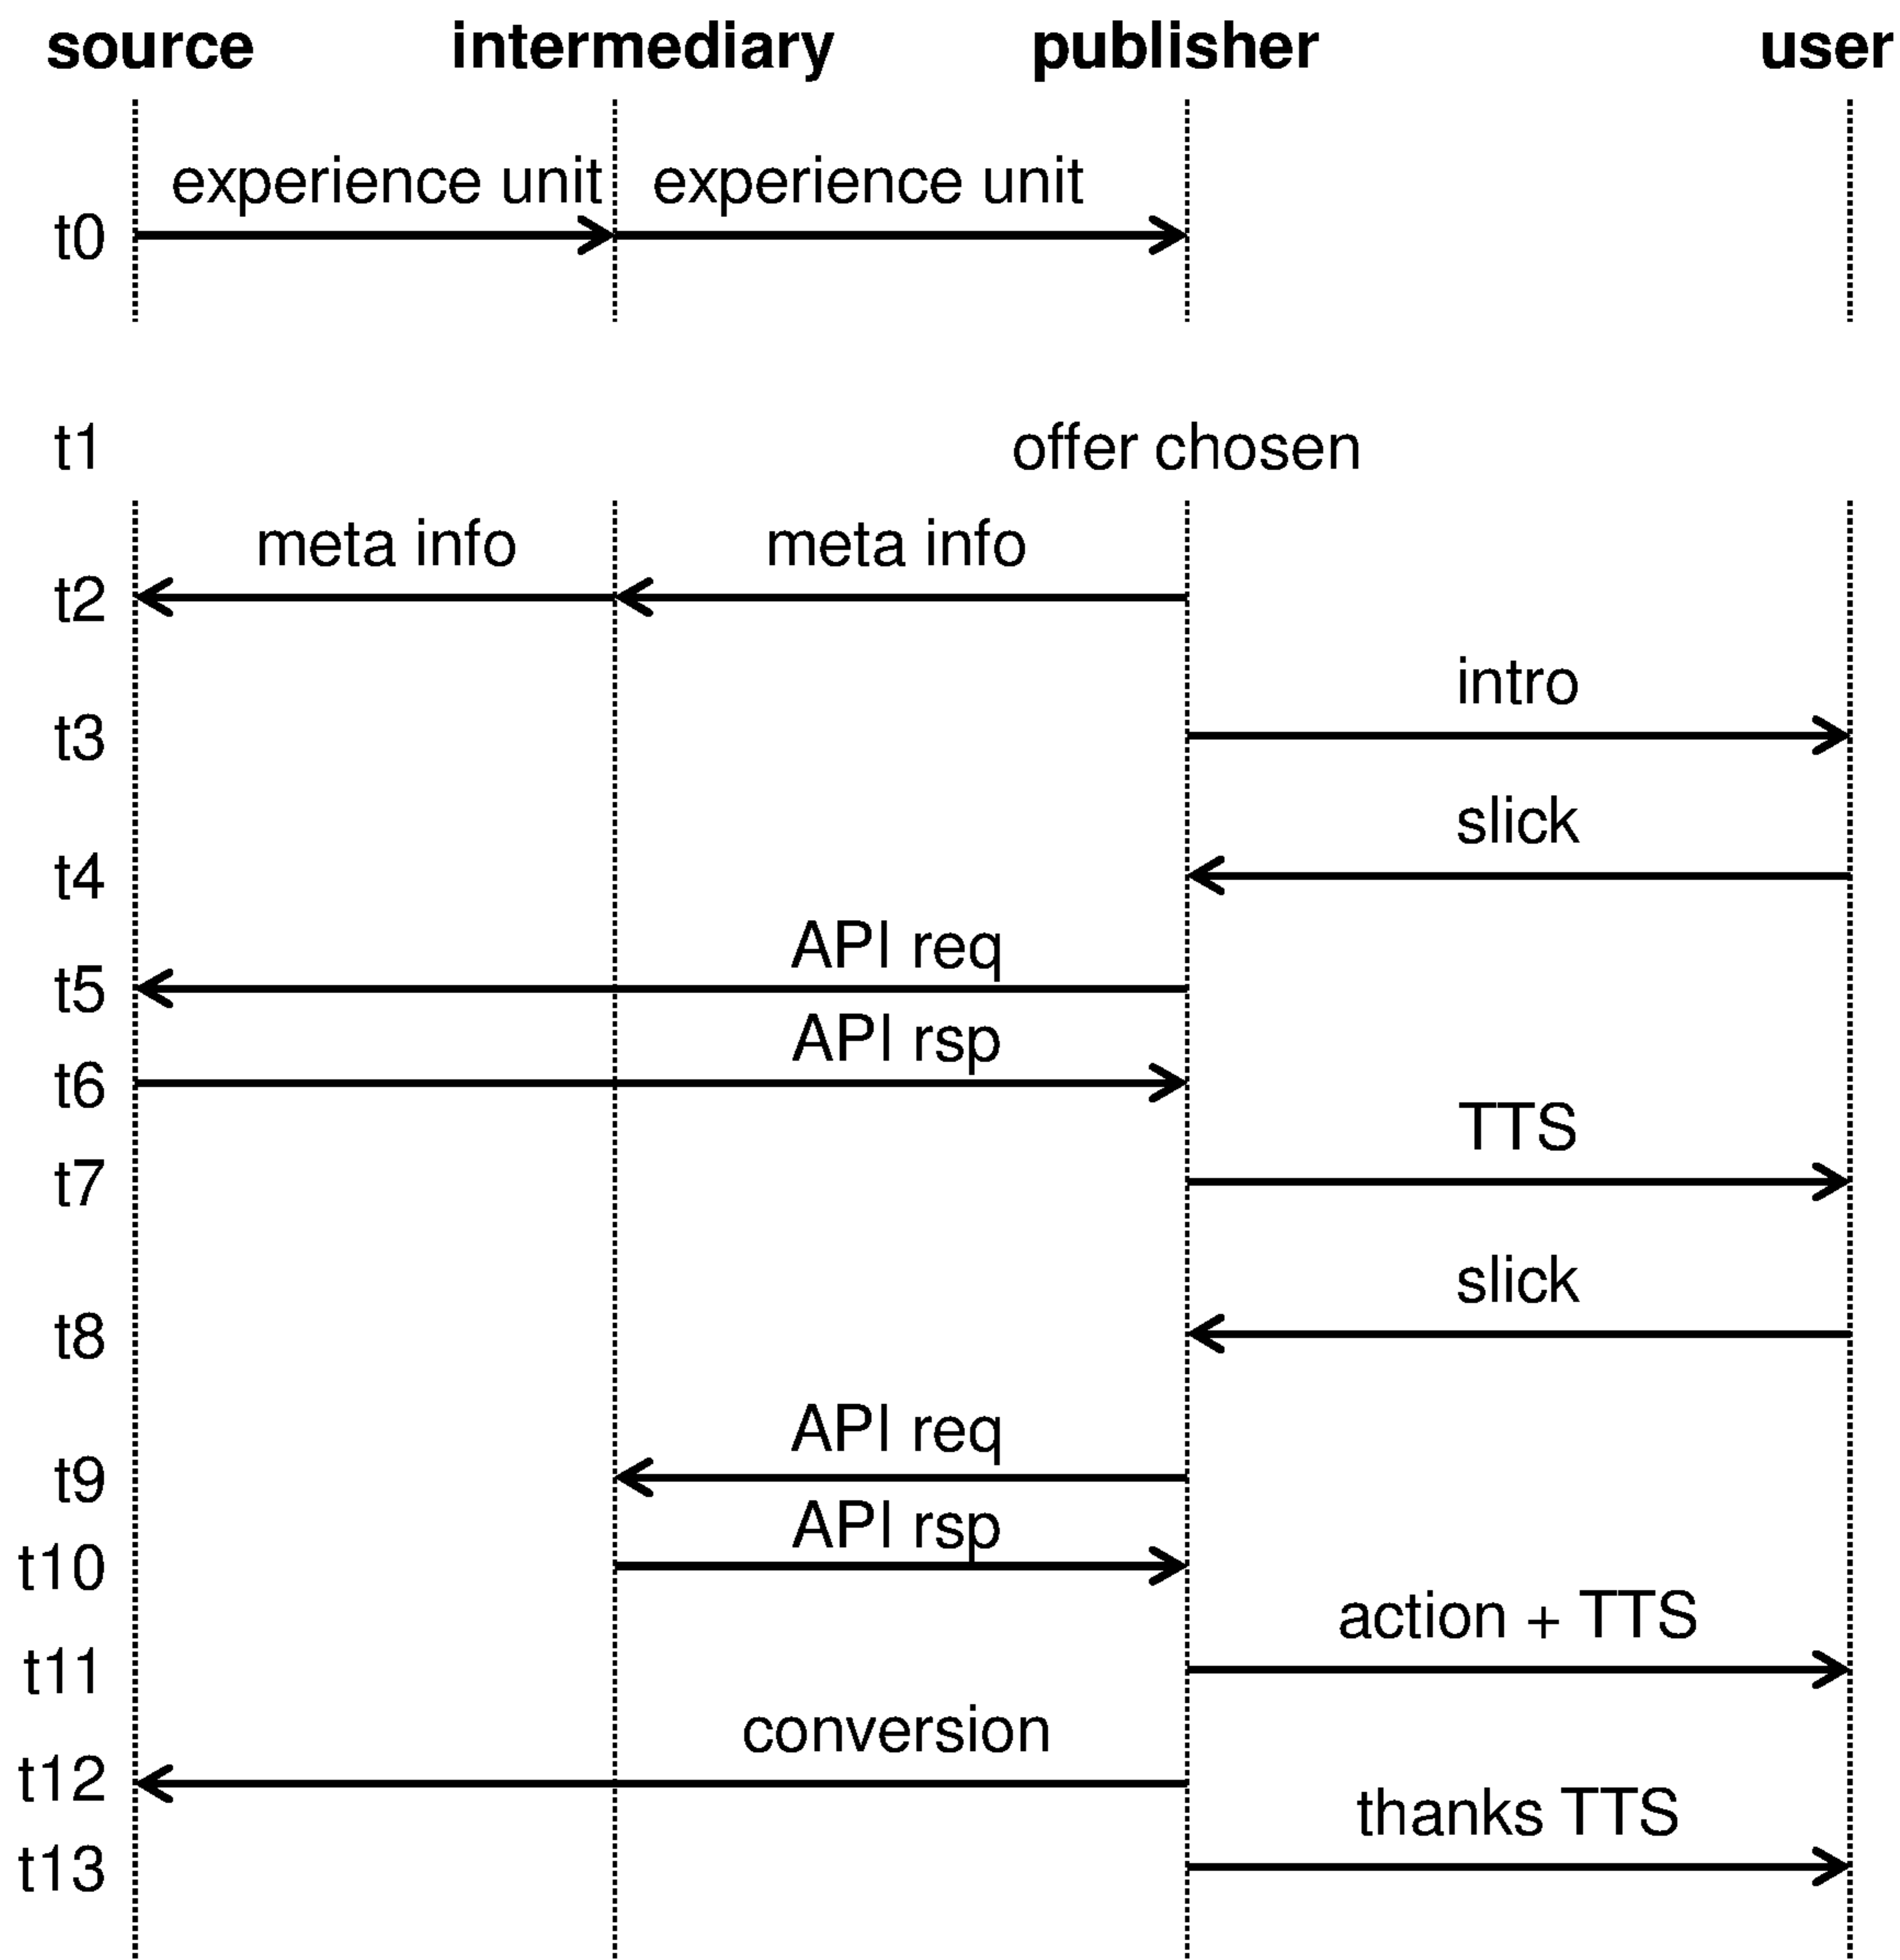 source intermediary publisher user
experience unit experience unit
t0
t1 offer chosen
meta info meta info
t2
intro
t3
slick
t4
API req
t5
API rsp
t6
TTS
t7
slick
t8
API req
t9
API rsp
t10
action + TTS
t11
conversion
t12
thanks TTS
t13